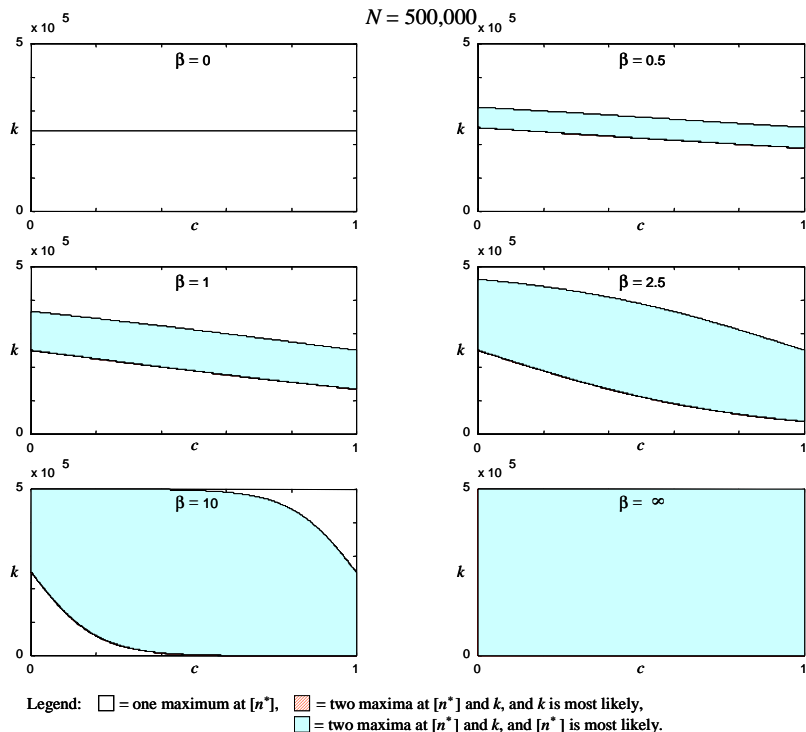 N = 500,000
x 10 5
5
β = 0
k
0
0 c 1
x 10 5
5
β = 0.5
k
0
0 c 1
x 10 5
5
β = 1
k
0
0 c 1
x 10 5
5
β = 2.5
k
0
0 c 1
x 10 5
5
β = 10
k
0
0 c 1
x 10 5
5
β = ∞
k
0
0 c 1
Legend: = one maximum at [n*], = two maxima at [n*] and k, and k is most likely,
= two maxima at [n*] and k, and [n*] is most likely.